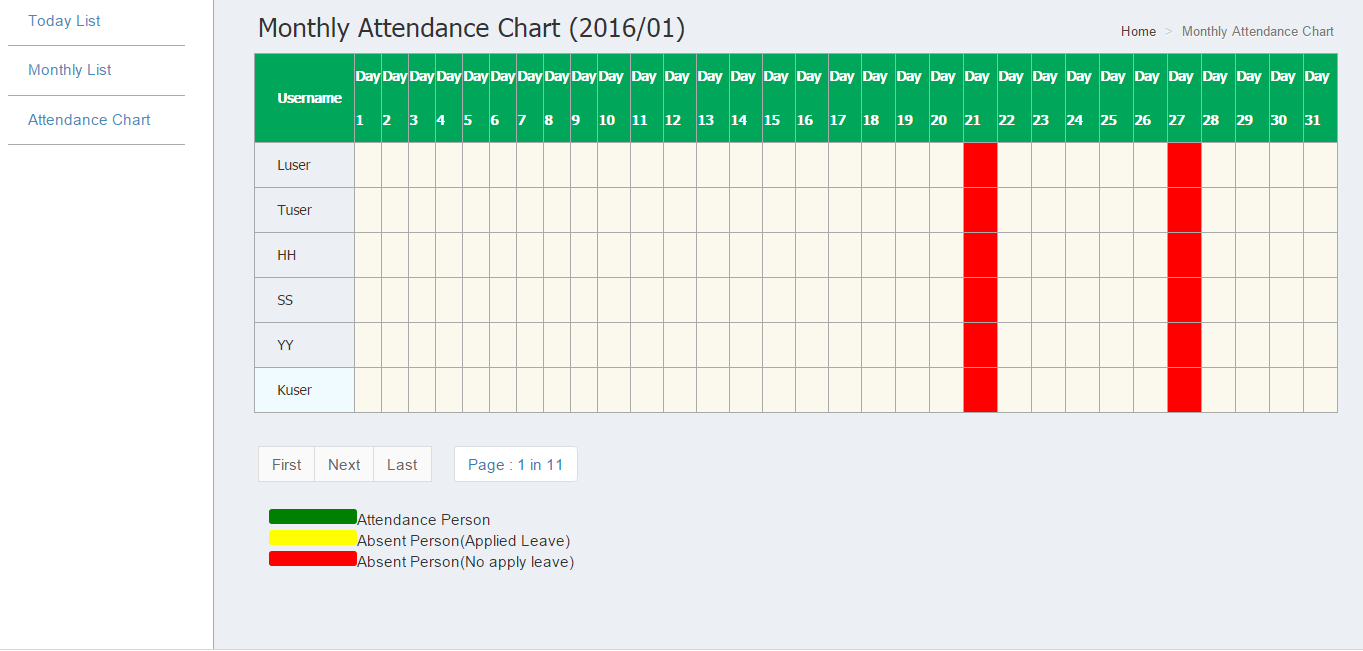 Today List
Monthly List
Attendance Chart
Monthly Attendance Chart (2016/01)
Home > Monthly Attendance Chart
Username Day 1 Day 2 Day 3 Day 4 Day 5 Day 6 Day 7 Day 8 Day 9 Day 10 Day 11 Day 12 Day 13 Day 14 Day 15 Day 16 Day 17 Day 18 Day 19 Day 20 Day 21 Day 22 Day 23 Day 24 Day 25 Day 26 Day 27 Day 28 Day 29 Day 30 Day 31
Luser
Tuser
HH
SS
YY
Kuser
First Next Last Page : 1 in 11
Attendance Person
Absent Person(Applied Leave)
Absent Person(No apply leave)